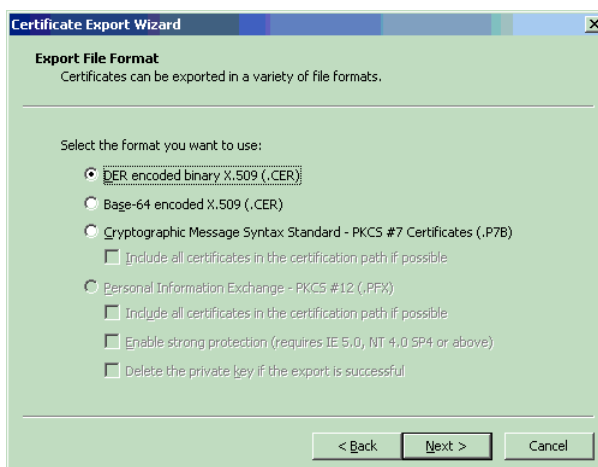 Certificate Export Wizard
Export File Format
Certificates can be exported in a variety of file formats.
Select the format you want to use:
DER encoded binary X.509 (.CER)
Base-64 encoded X.509 (.CER)
Cryptographic Message Syntax Standard - PKCS #7 Certificates (.P7B)
Include all certificates in the certification path if possible
Personal Information Exchange - PKCS #12 (.PFX)
Include all certificates in the certification path if possible
Enable strong protection (requires IE 5.0, NT 4.0 SP4 or above)
Delete the private key if the export is successful
< Back Next > Cancel